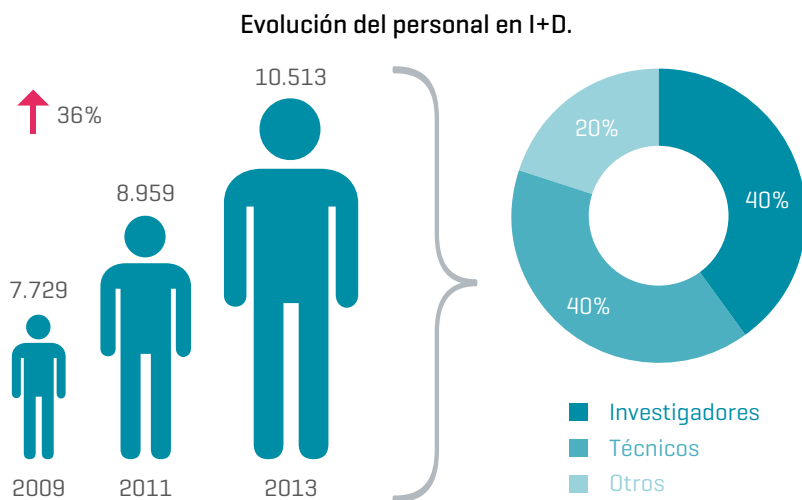 Evolución del personal en I+D.
36%
7.729
8.959
10.513
2009
2011
2013
20%
40%
40%
Investigadores
Técnicos
Otros